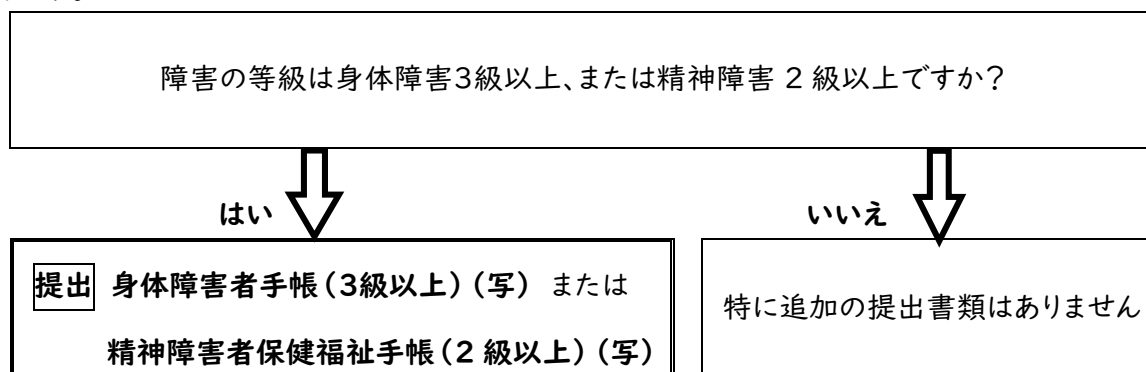 障害の等級は身体障害3級以上、または精神障害 2 級以上ですか？
はい
いいえ
提出 身体障害者手帳（3級以上）（写） または
精神障害者保健福祉手帳（2 級以上）（写）
特に追加の提出書類はありません